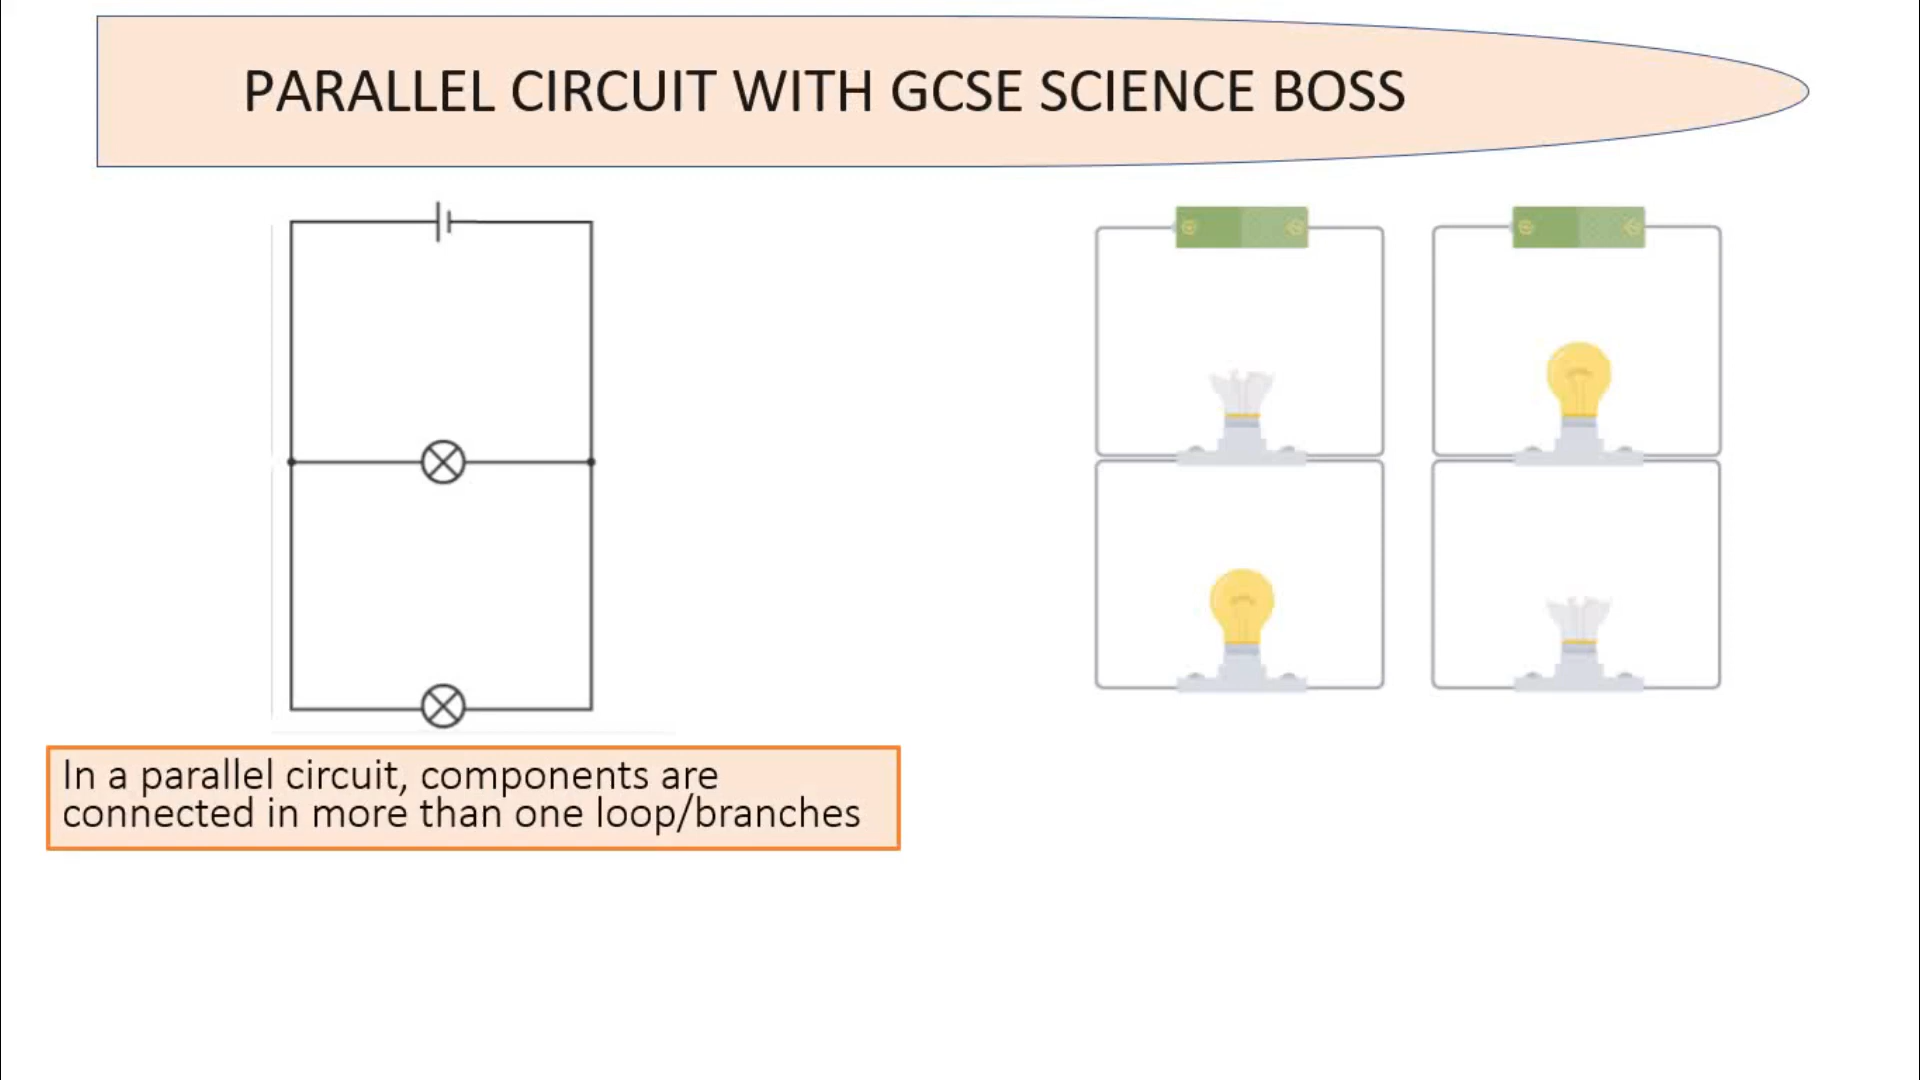 PARALLEL CIRCUIT WITH GCSE SCIENCE BOSS
In a parallel circuit, components are
connected in more than one loop/branches